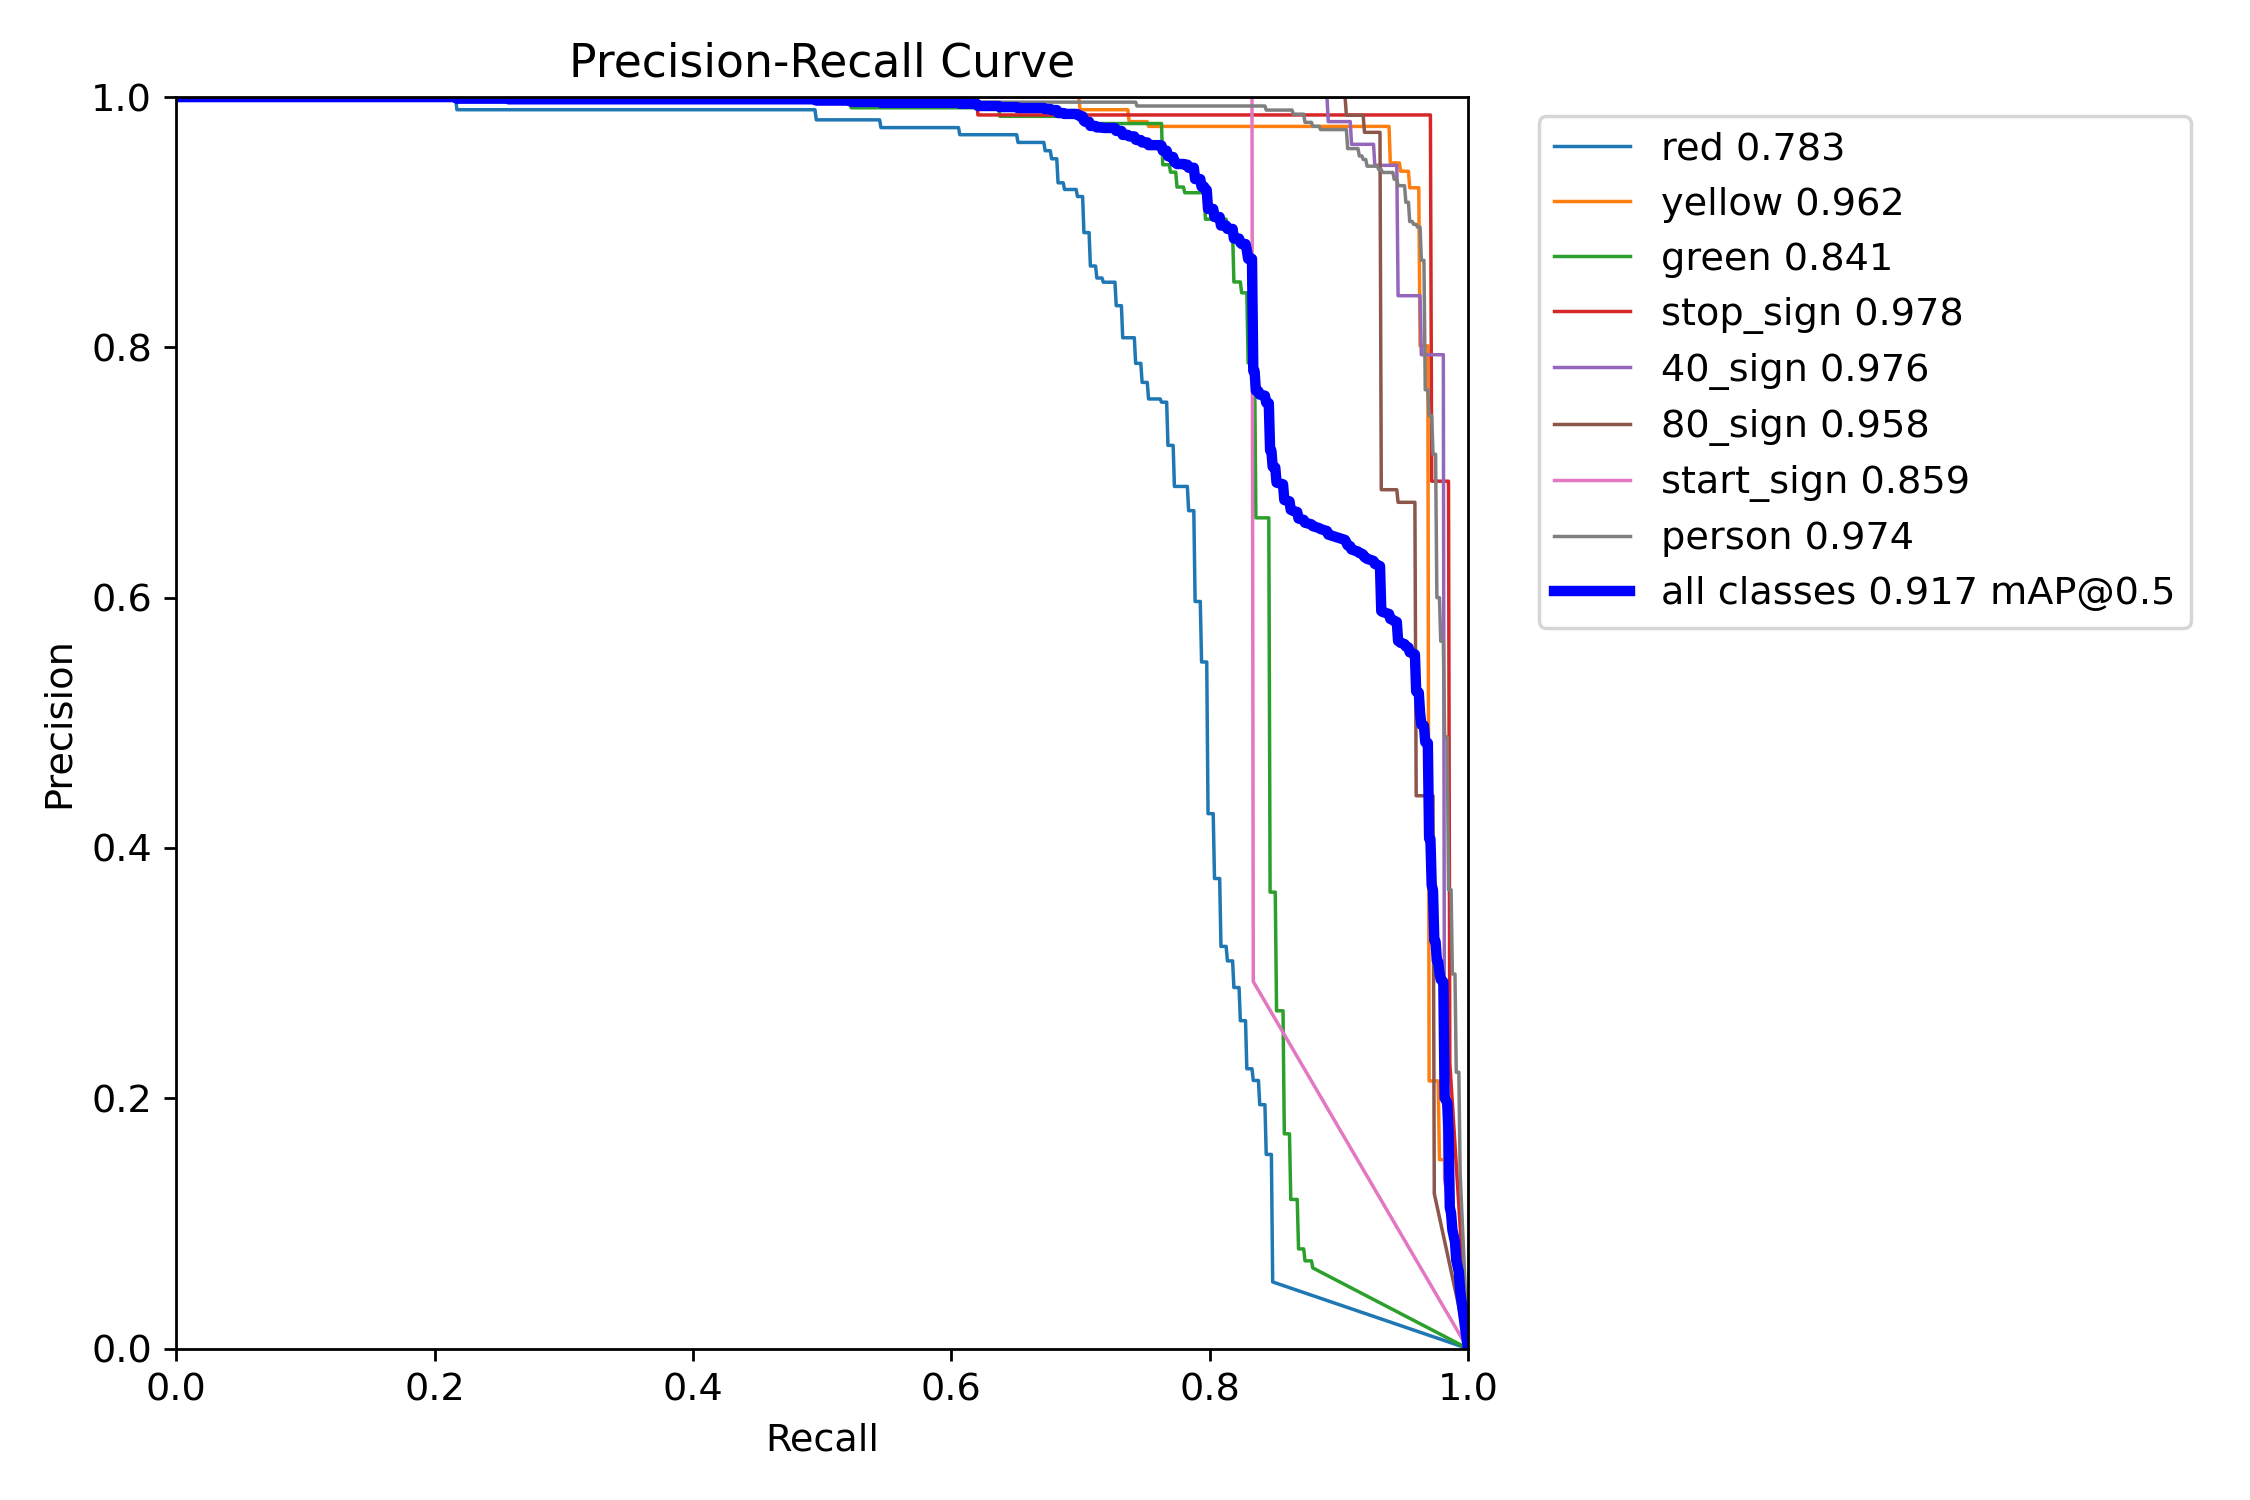 Precision-Recall Curve
1.0
0.8
0.6
0.4
0.2
0.0
Precision
0.0 0.2 0.4 0.6 0.8 1.0
Recall
red 0.783
yellow 0.962
green 0.841
stop_sign 0.978
40_sign 0.976
80_sign 0.958
start_sign 0.859
person 0.974
all classes 0.917 mAP@0.5